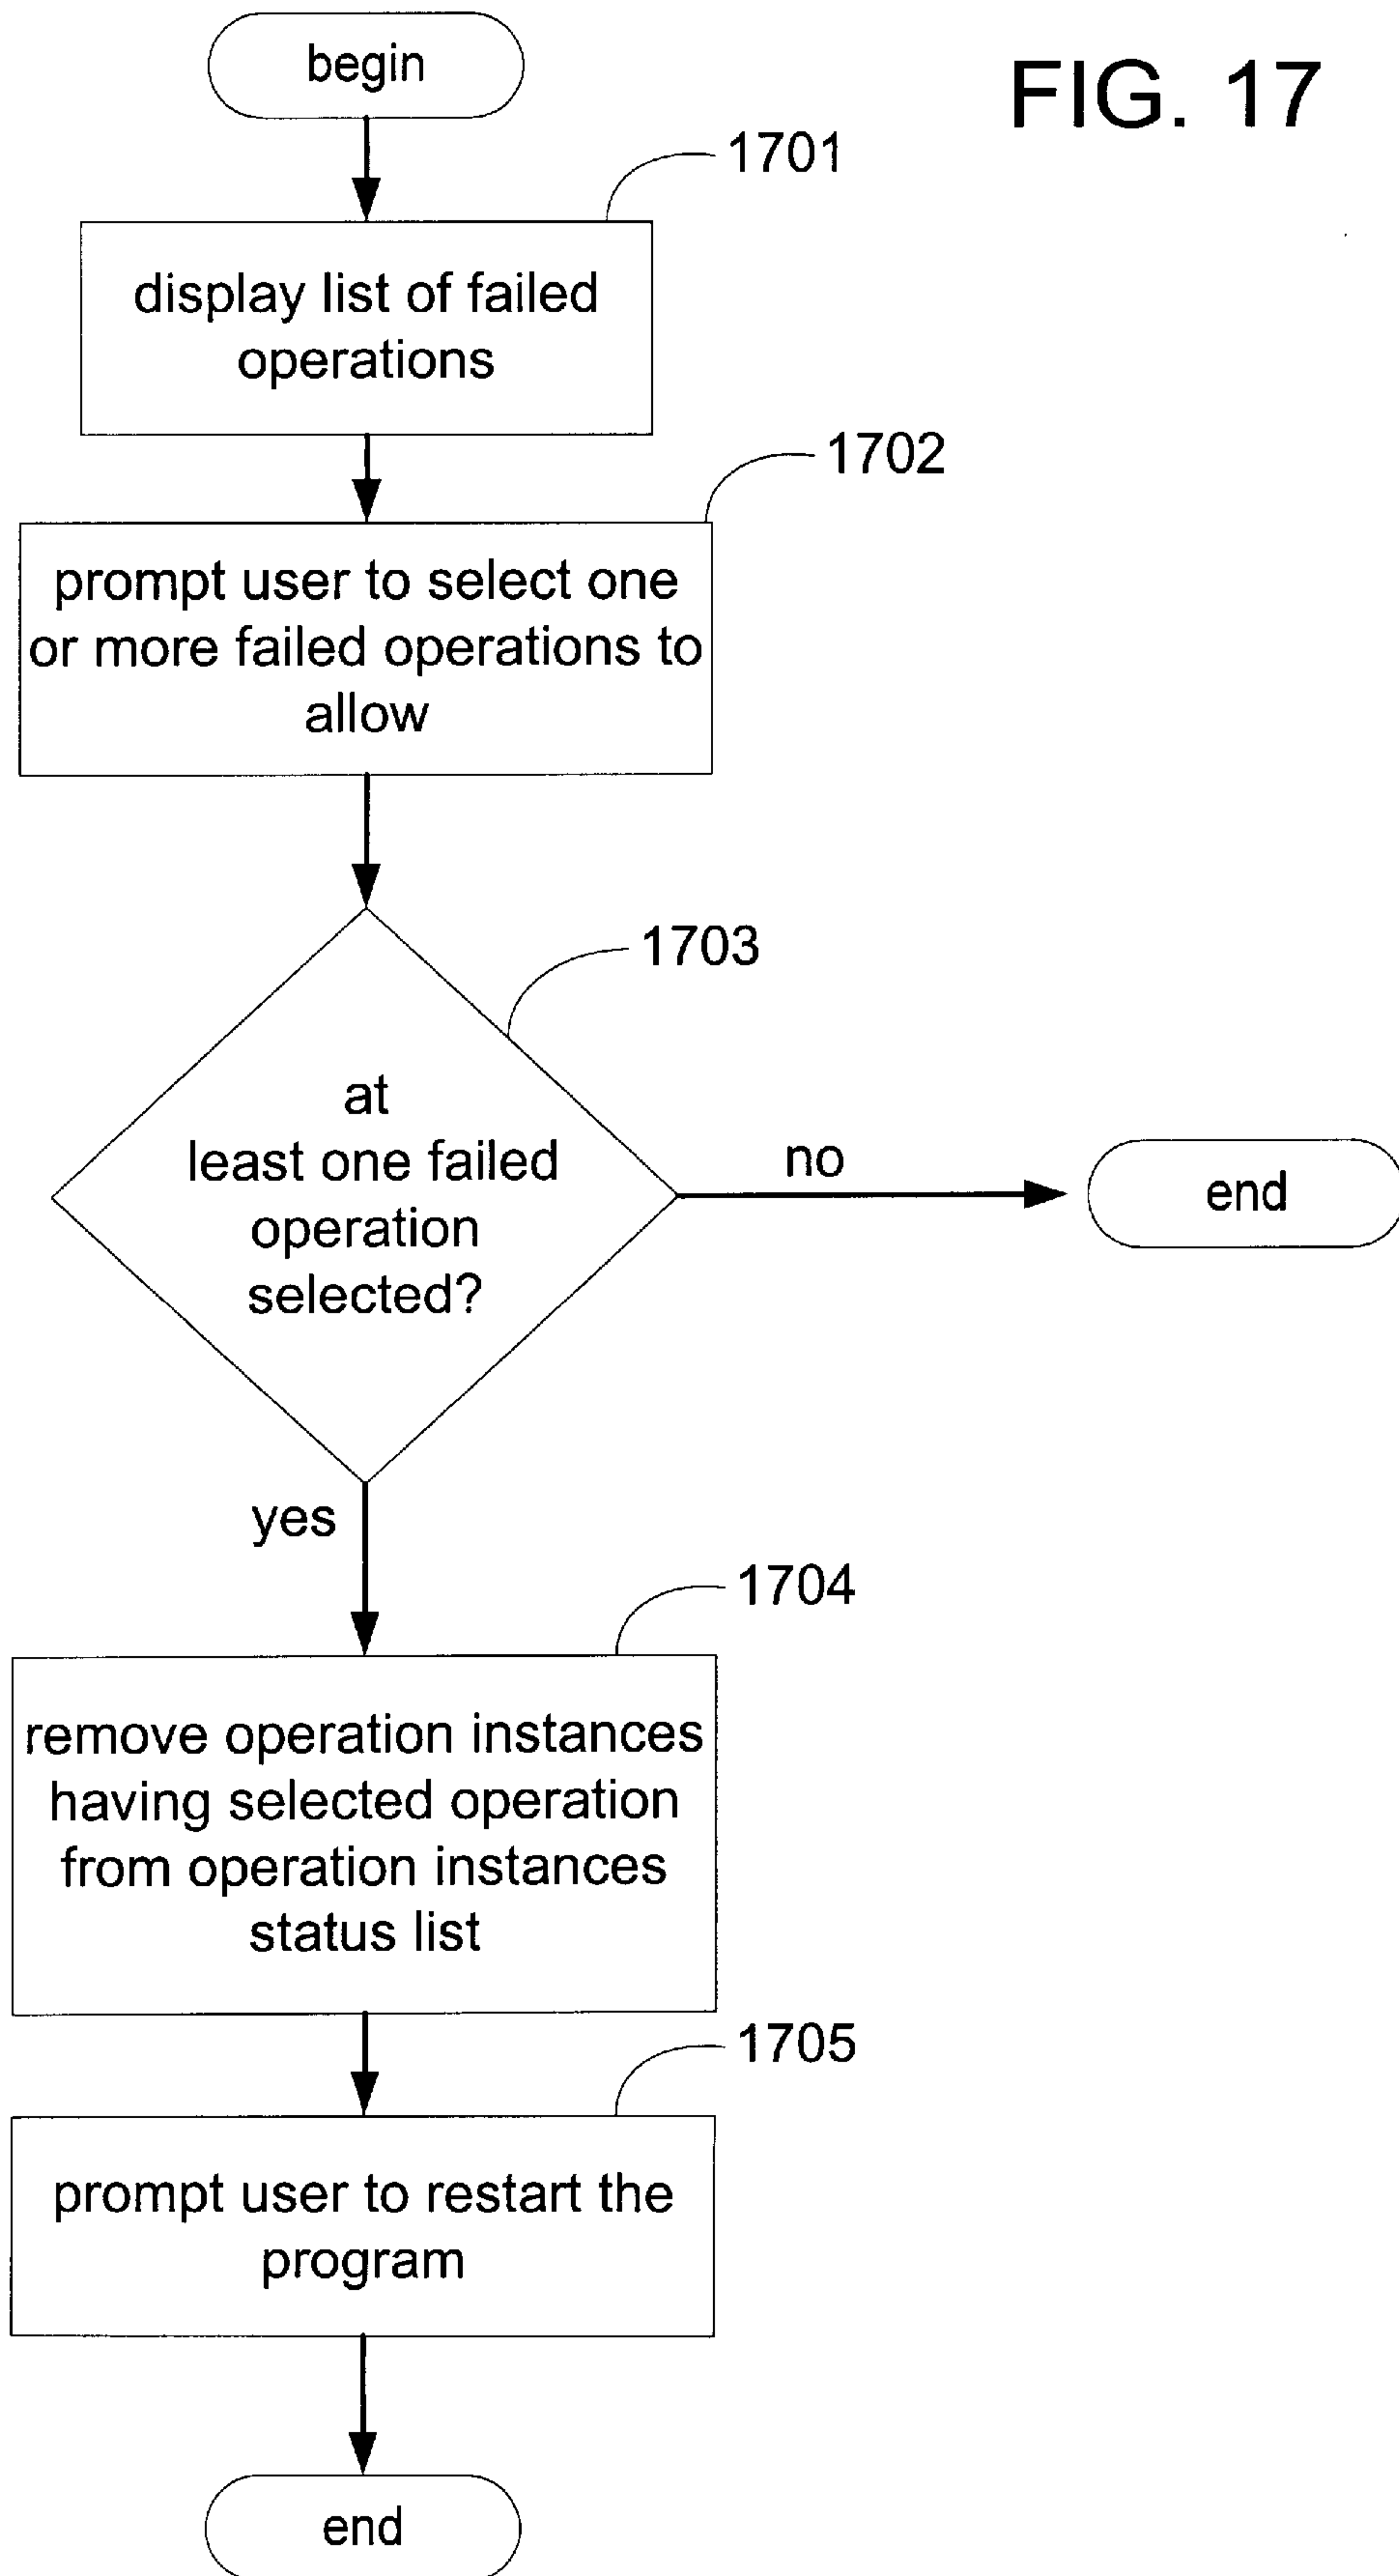 begin
FIG. 17
1701
display list of failed
operations
1702
prompt user to select one
or more failed operations to
allow
1703
at
least one failed
operation
selected?
no
end
yes
1704
remove operation instances
having selected operation
from operation instances
status list
1705
prompt user to restart the
program
end